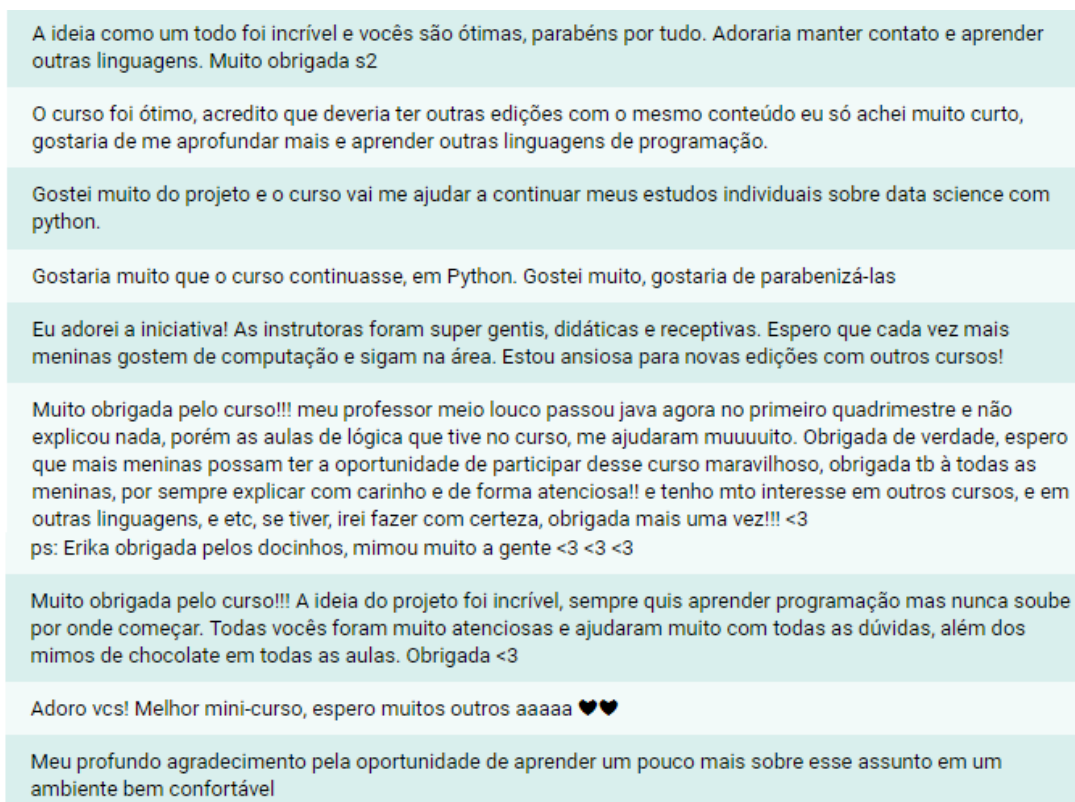 A ideia como um todo foi incrível e vocês são ótimas, parabéns por tudo. Adoraria manter contato e aprender
outras linguagens. Muito obrigada s2
O curso foi ótimo, acredito que deveria ter outras edições com o mesmo conteúdo eu só achei muito curto,
gostaria de me aprofundar mais e aprender outras linguagens de programação.
Gostei muito do projeto e o curso vai me ajudar a continuar meus estudos individuais sobre data science com
python.
Gostaria muito que o curso continuasse, em Python. Gostei muito, gostaria de parabenizá-las
Eu adorei a iniciativa! As instrutoras foram super gentis, didáticas e receptivas. Espero que cada vez mais
meninas gostem de computação e sigam na área. Estou ansiosa para novas edições com outros cursos!
Muito obrigada pelo curso!!! meu professor meio louco passou java agora no primeiro quadrimestre e não
explicou nada, porém as aulas de lógica que tive no curso, me ajudaram muuuuito. Obrigada de verdade, espero
que mais meninas possam ter a oportunidade de participar desse curso maravilhoso, obrigada tb à todas as
meninas, por sempre explicar com carinho e de forma atenciosa!! e tenho mto interesse em outros cursos, e em
outras linguagens, e etc, se tiver, irei fazer com certeza, obrigada mais uma vez!!! <3
ps: Erika obrigada pelos docinhos, mimou muito a gente <3 <3 <3
Muito obrigada pelo curso!!! A ideia do projeto foi incrível, sempre quis aprender programação mas nunca soube
por onde começar. Todas vocês foram muito atenciosas e ajudaram muito com todas as dúvidas, além dos
mimos de chocolate em todas as aulas. Obrigada <3
Adoro vcs! Melhor mini-curso, espero muitos outros aaaaa ♥♥
Meu profundo agradecimento pela oportunidade de aprender um pouco mais sobre esse assunto em um
ambiente bem confortável